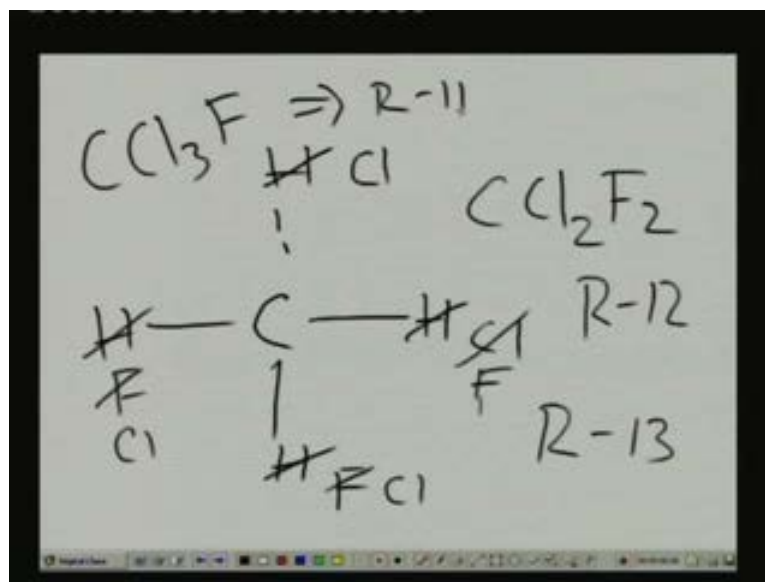 CCl3F ⇒ R-11
H Cl
CCl2F2
H C H Cl
F F
R-12
Cl
H F Cl
R-13